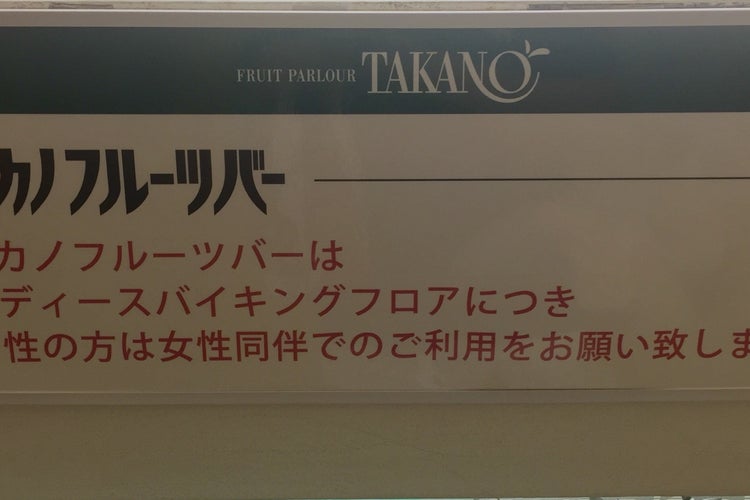 FRUIT PARLOUR TAKANO
カノフルーツバー
カノフルーツバーは
ディースバイキングフロアにつき
性の方は女性同伴でのご利用をお願い致しま